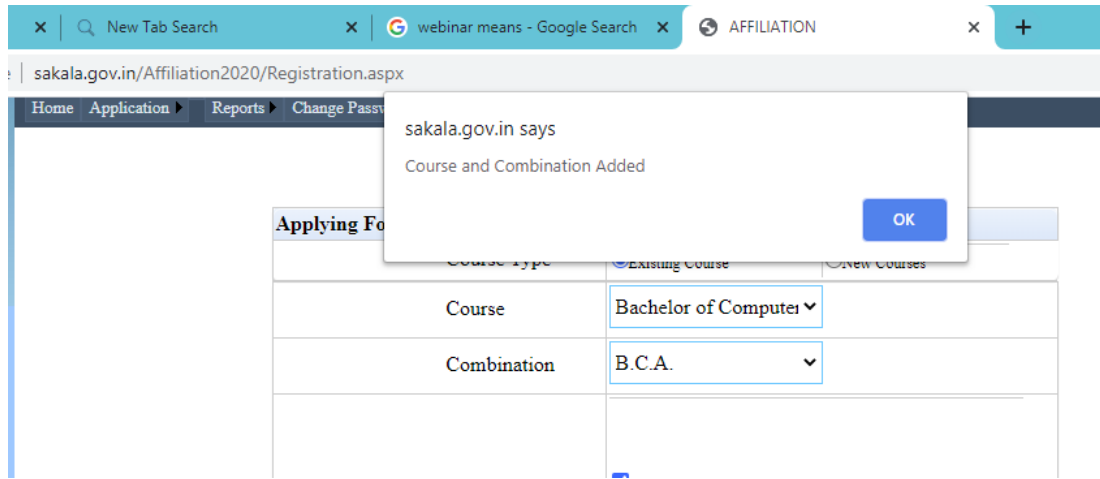 New Tab Search
webinar means - Google Search
AFFILIATION
sakala.gov.in/Affiliation2020/Registration.aspx
Home Application Reports Change Passw
sakala.gov.in says
Course and Combination Added
OK
Applying Fo
Course Type Existing Course New Courses
Course Bachelor of Computer
Combination B.C.A.